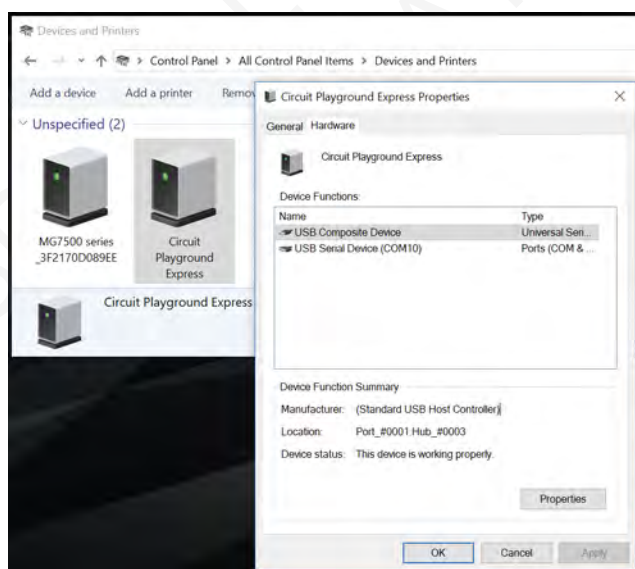 Devices and Printers
Control Panel > All Control Panel Items > Devices and Printers
Add a device Add a printer Remov
Unspecified (2)
MG7500 series
_3F2170D089EE
Circuit
Playground
Express
Circuit Playground Express
Circuit Playground Express Properties
General Hardware
Circuit Playground Express
Device Functions:
Name Type
USB Composite Device Universal Seri...
USB Serial Device (COM10) Ports (COM & ...
Device Function Summary
Manufacturer: (Standard USB Host Controller)
Location: Port_#0001.Hub_#0003
Device status: This device is working properly.
Properties
OK Cancel Apply